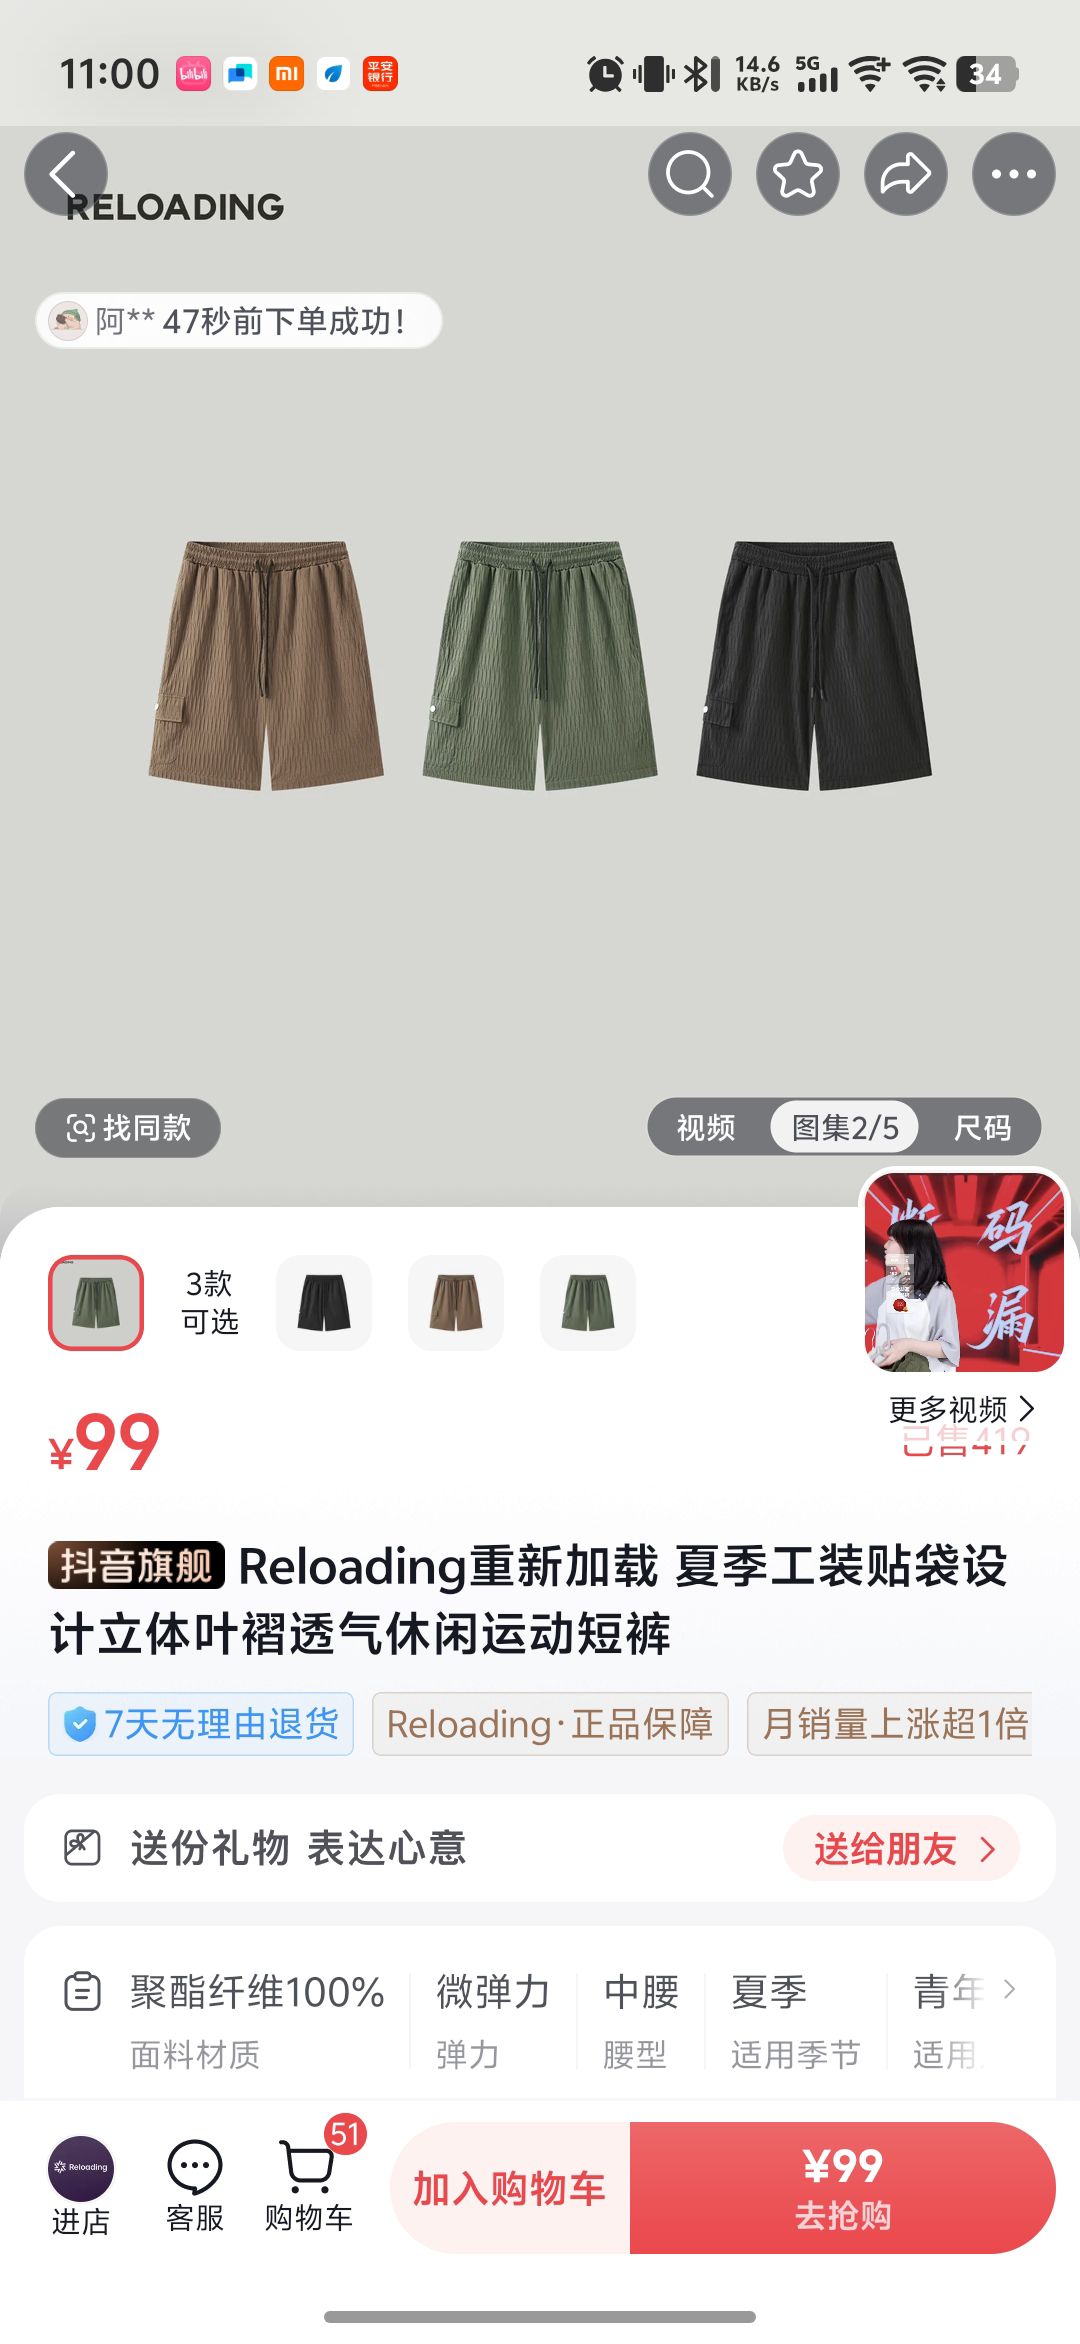 11:00
bilibili
mi
平安
银行
14.6
KB/s
5G
34
RELOADING
阿** 47秒前下单成功!
找同款
视频
图集2/5
尺码
码
漏
3款
可选
更多视频
¥99
已售419
抖音旗舰 Reloading重新加载 夏季工装贴袋设
计立体叶褶透气休闲运动短裤
7天无理由退货
Reloading·正品保障
月销量上涨超1倍
送份礼物 表达心意
送给朋友
聚酯纤维100%
微弹力
中腰
夏季
青年
面料材质
弹力
腰型
适用季节
适用
Reloading
进店
客服
51
购物车
加入购物车
¥99
去抢购